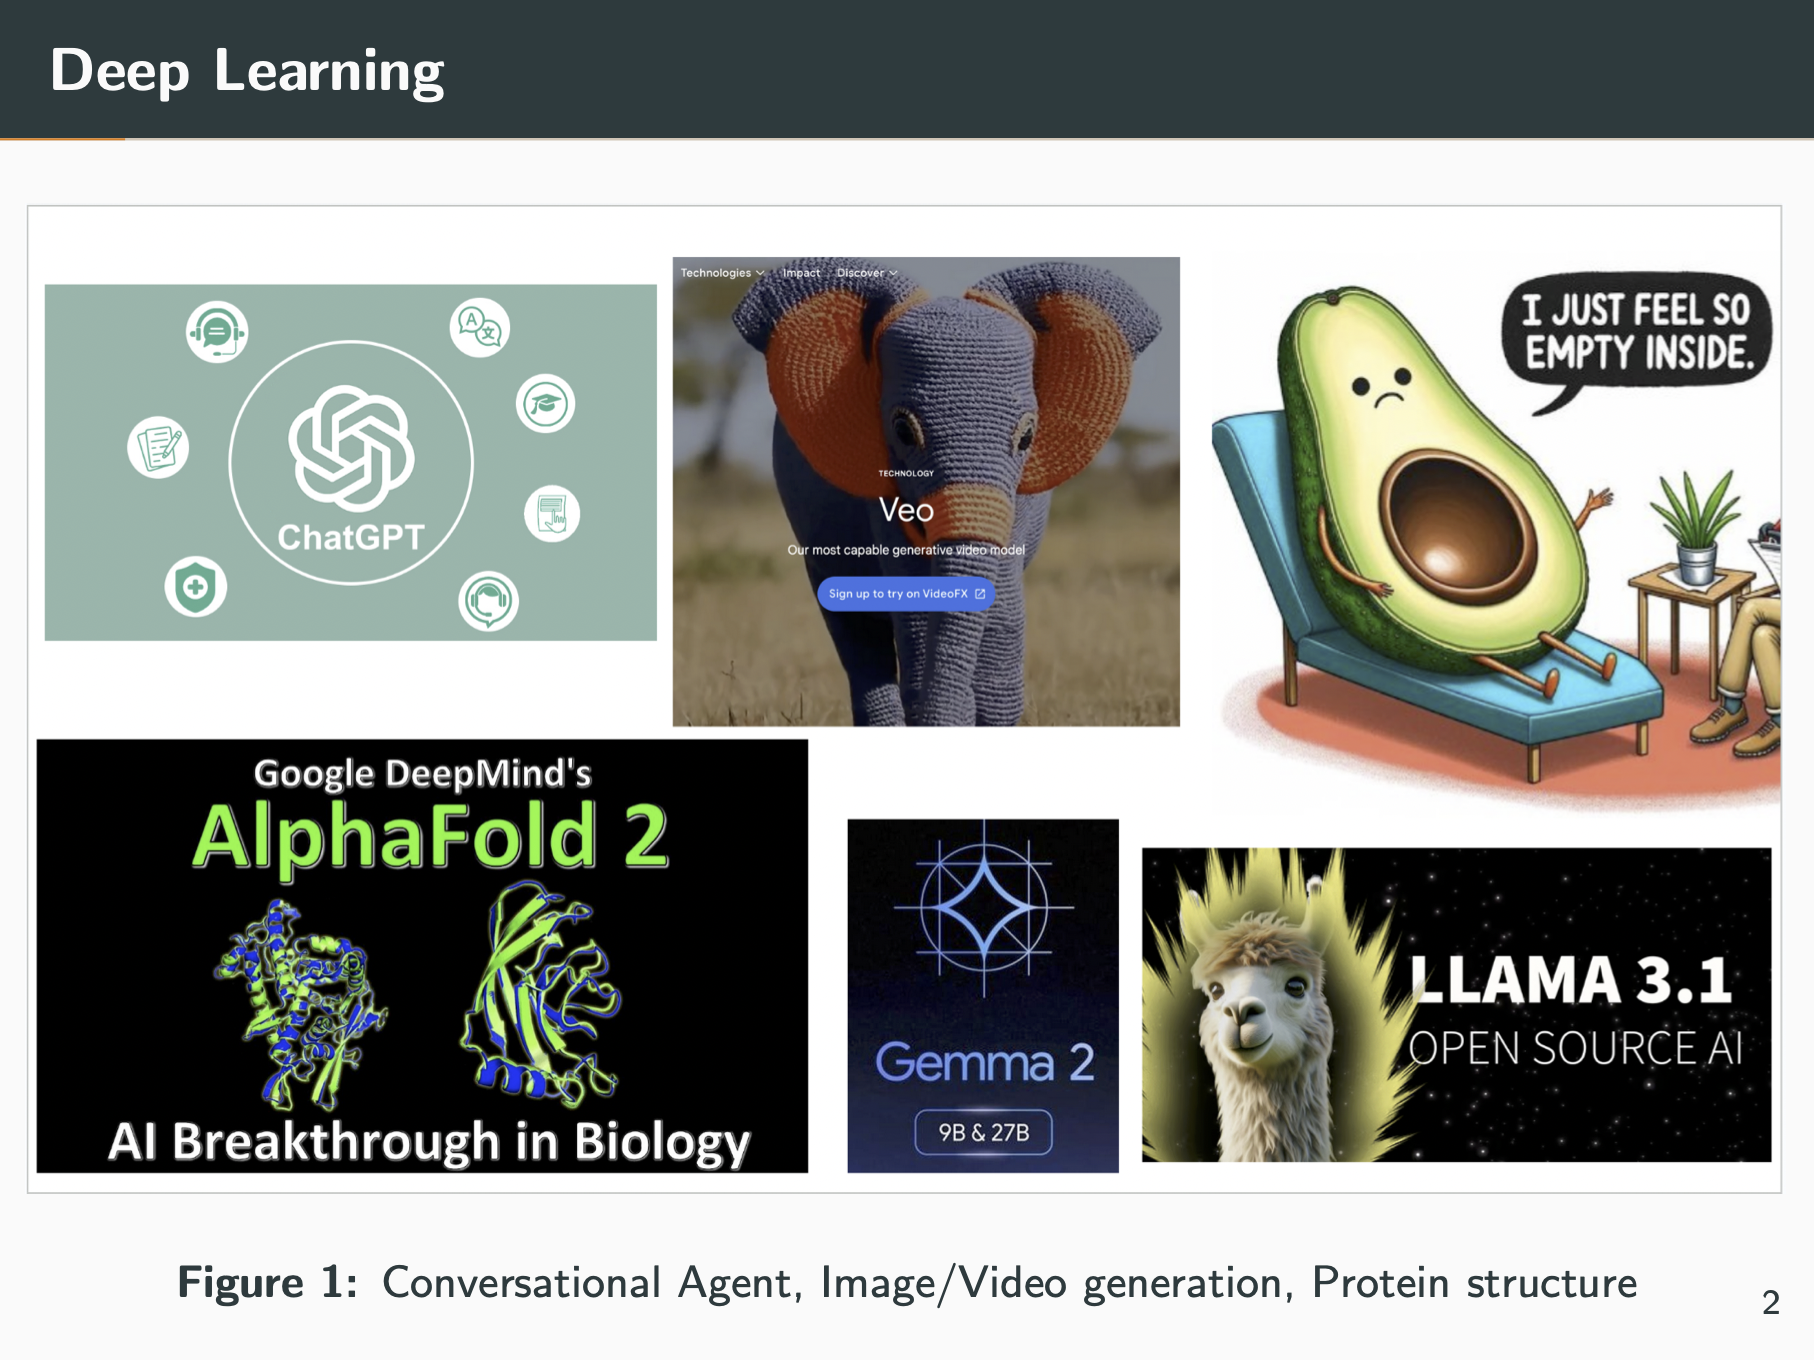 Deep Learning
Technologies Impact Discover
TECHNOLOGY
Veo
Our most capable generative video model
Sign up to try on VideoFX
A
文
ChatGPT
I JUST FEEL SO
EMPTY INSIDE.
Google DeepMind's
AlphaFold 2
AI Breakthrough in Biology
Gemma 2
9B & 27B
LLAMA 3.1
OPEN SOURCE AI
Figure 1: Conversational Agent, Image/Video generation, Protein structure
2